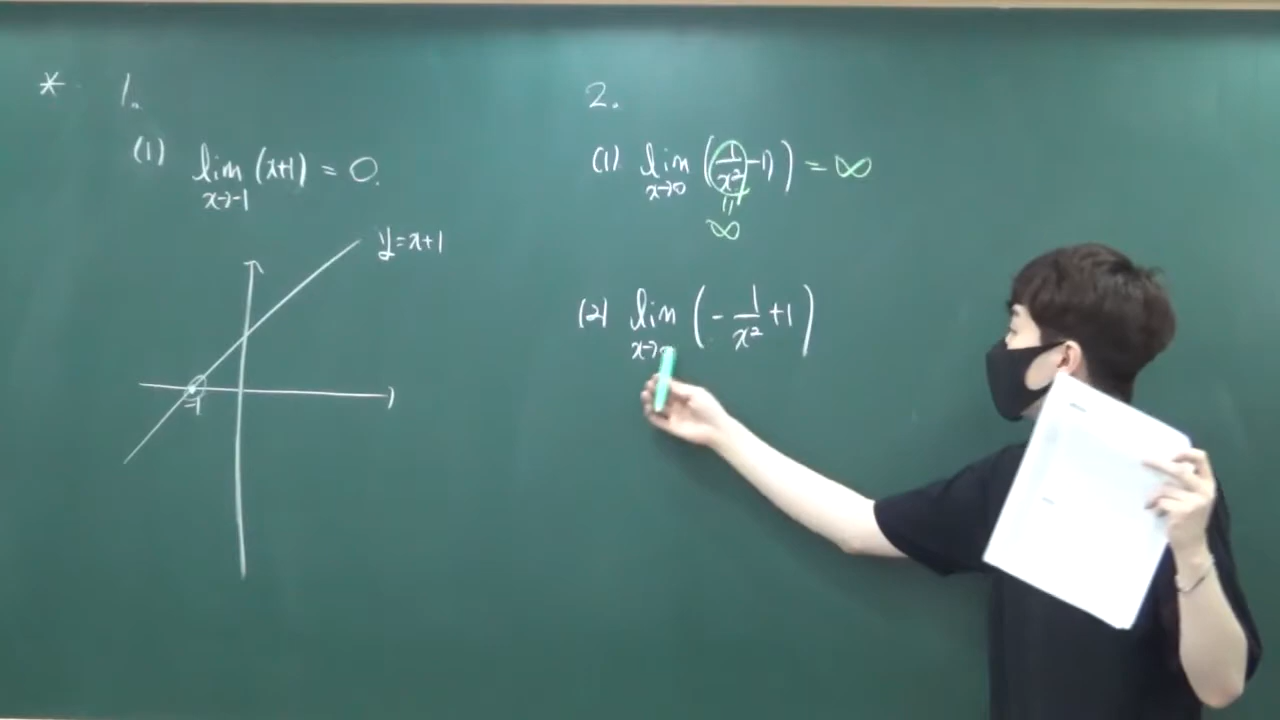 * 1.
(1) lim (x+1) = 0.
x→-1
y=x+1
-1
2.
(1) lim (1/x² -1) = ∞
x→0
=
∞
(2) lim (- 1/x² +1)
x→